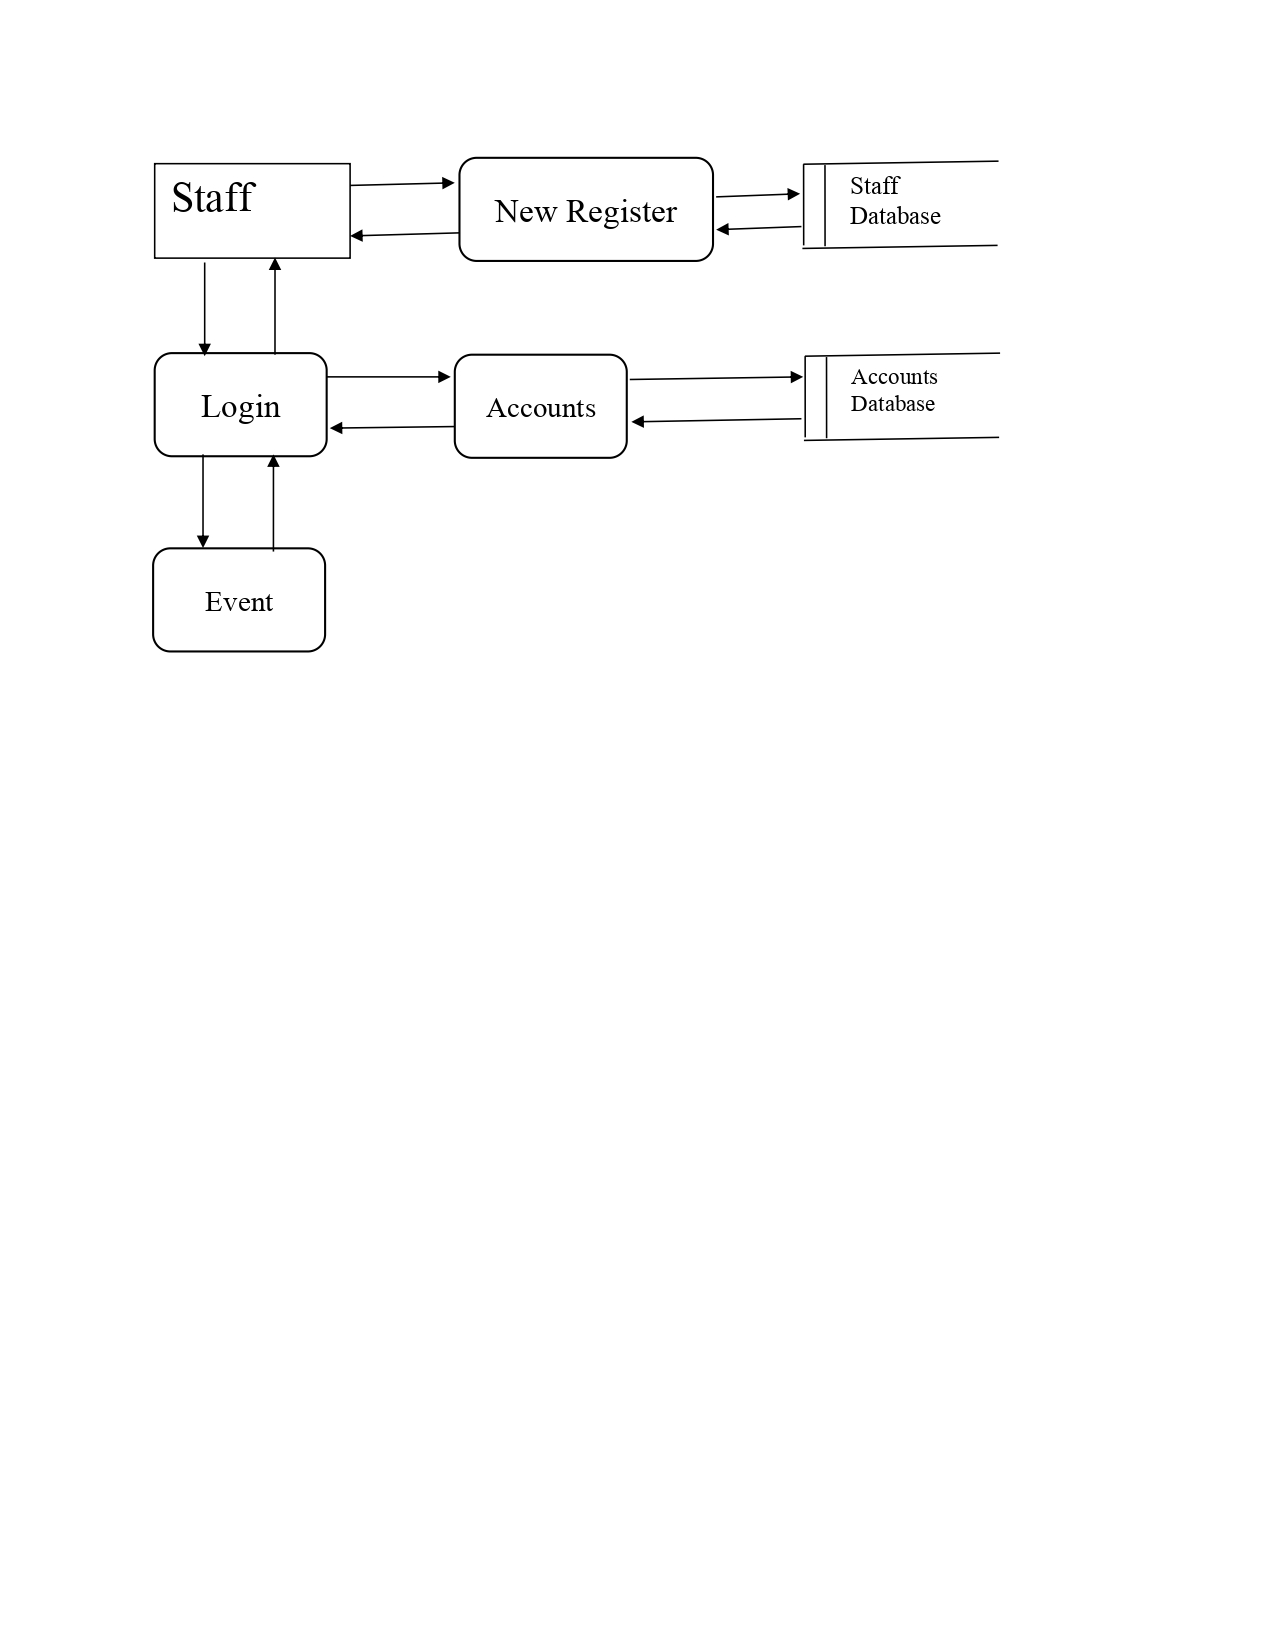 Staff
New Register
Staff
Database
Login
Accounts
Accounts
Database
Event